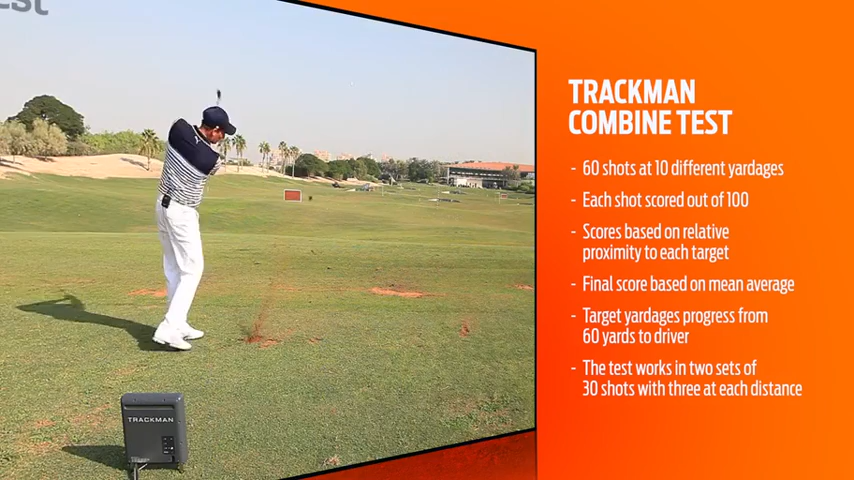 TRACKMAN
COMBINE TEST
- 60 shots at 10 different yardages
- Each shot scored out of 100
- Scores based on relative
proximity to each target
- Final score based on mean average
- Target yardages progress from
60 yards to driver
- The test works in two sets of
30 shots with three at each distance
TRACKMAN